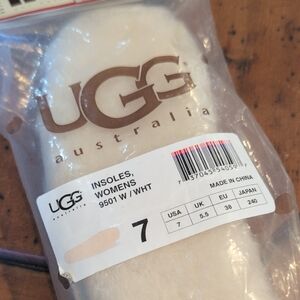 UGG
australia
INSOLES,
WOMENS
9501 W / WHT
UGG
australia
7
MADE IN CHINA
USA UK EU JAPAN
7 5.5 38 240